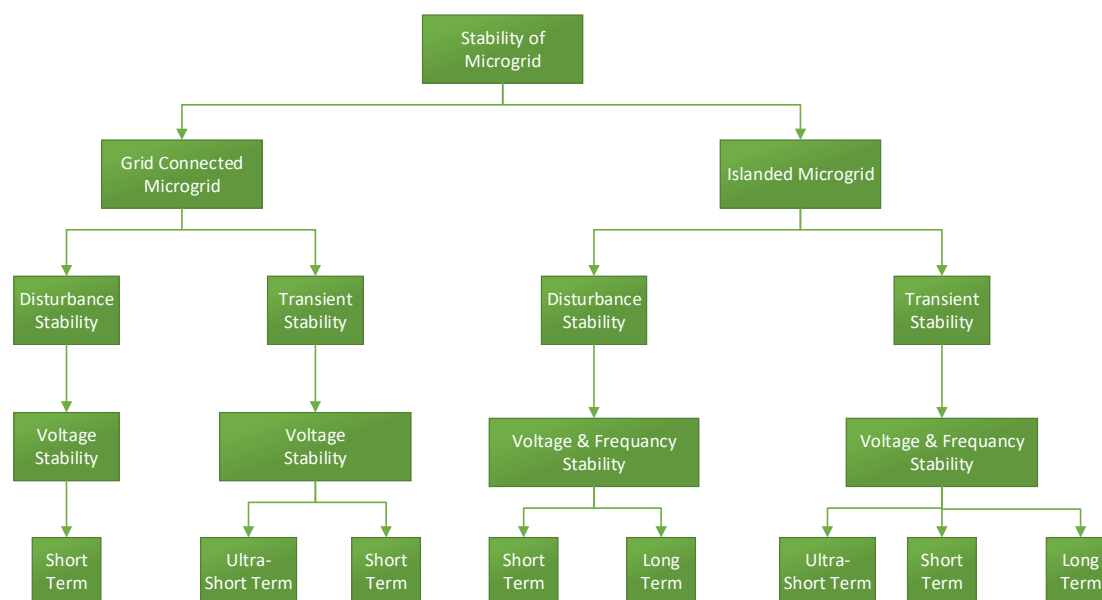 Stability of
Microgrid
Grid Connected
Microgrid
Islanded Microgrid
Disturbance
Stability
Transient
Stability
Disturbance
Stability
Transient
Stability
Voltage
Stability
Voltage
Stability
Voltage & Frequancy
Stability
Voltage & Frequancy
Stability
Short
Term
Ultra-
Short Term
Short
Term
Short
Term
Long
Term
Ultra-
Short Term
Short
Term
Long
Term